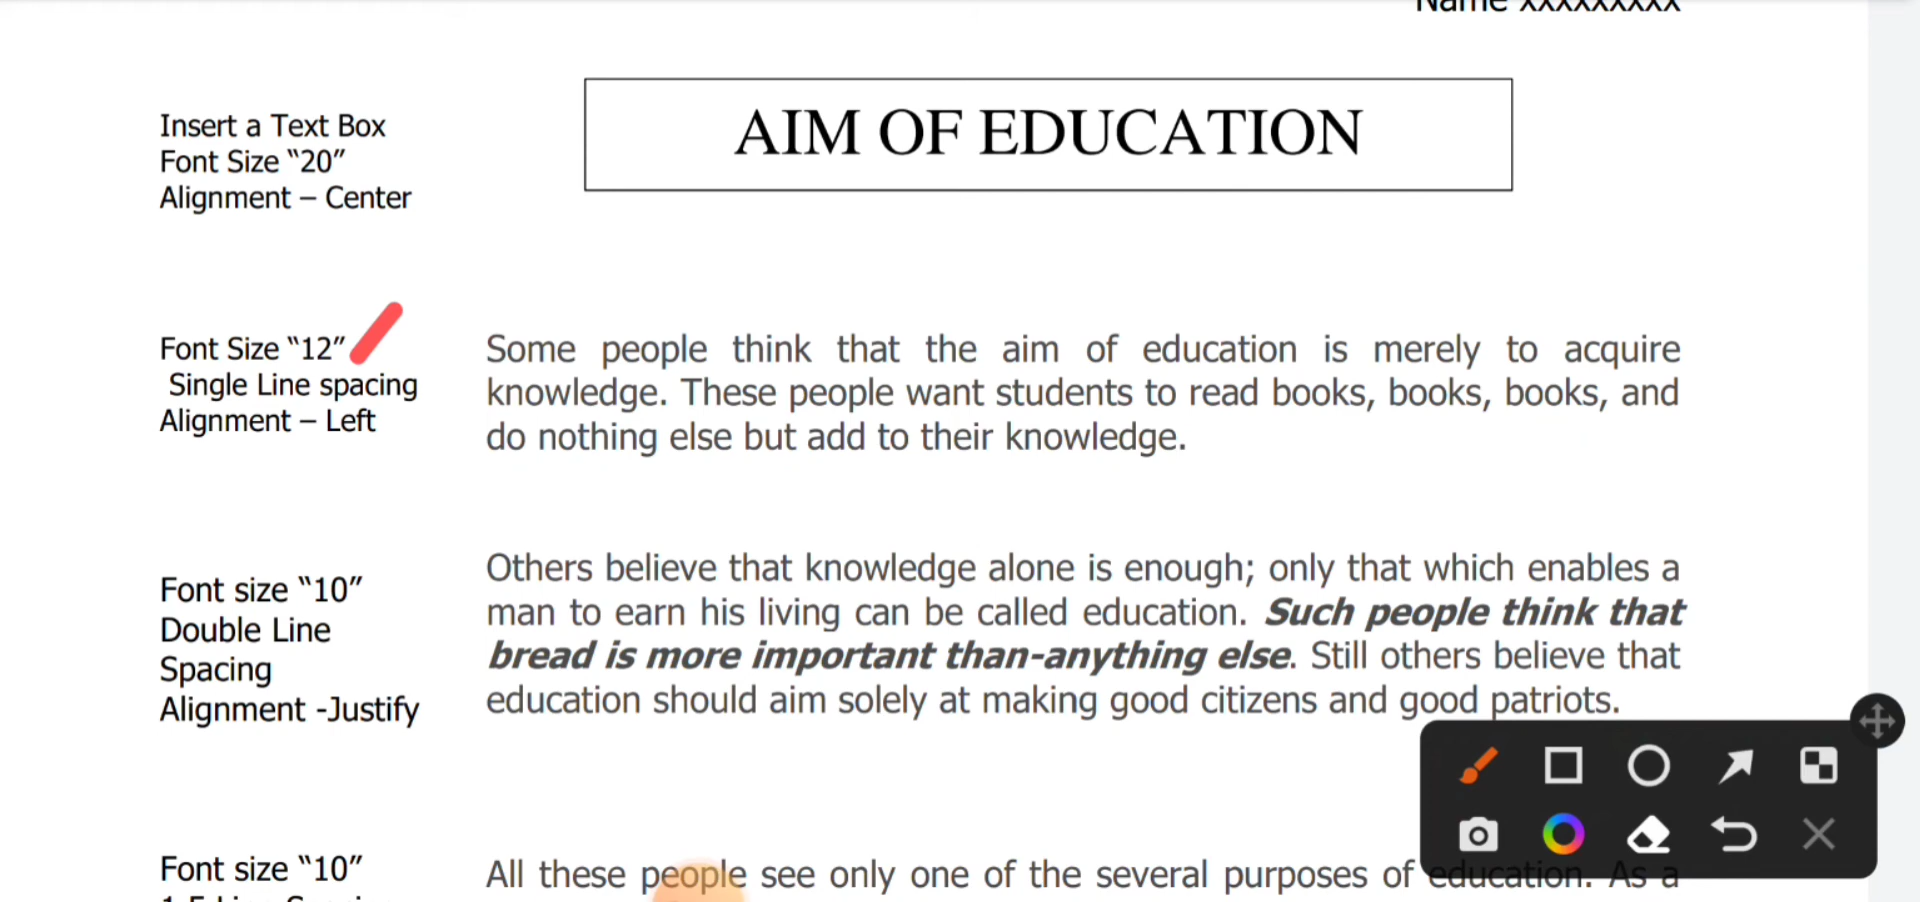 Name xxxxxxxxx
Insert a Text Box
Font Size “20”
Alignment – Center
AIM OF EDUCATION
Font Size “12”
Single Line spacing
Alignment – Left
Some people think that the aim of education is merely to acquire
knowledge. These people want students to read books, books, books, and
do nothing else but add to their knowledge.
Font size “10”
Double Line
Spacing
Alignment -Justify
Others believe that knowledge alone is enough; only that which enables a
man to earn his living can be called education. Such people think that
bread is more important than-anything else. Still others believe that
education should aim solely at making good citizens and good patriots.
Font size “10”
All these people see only one of the several purposes of education. As a